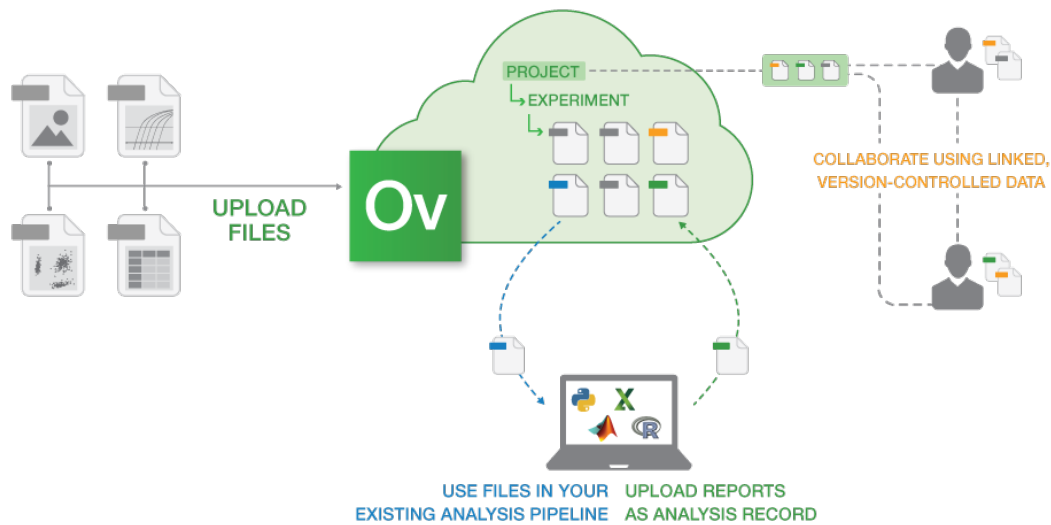 PROJECT
EXPERIMENT
UPLOAD
FILES
Ov
COLLABORATE USING LINKED,
VERSION-CONTROLLED DATA
X
R
USE FILES IN YOUR
EXISTING ANALYSIS PIPELINE
UPLOAD REPORTS
AS ANALYSIS RECORD